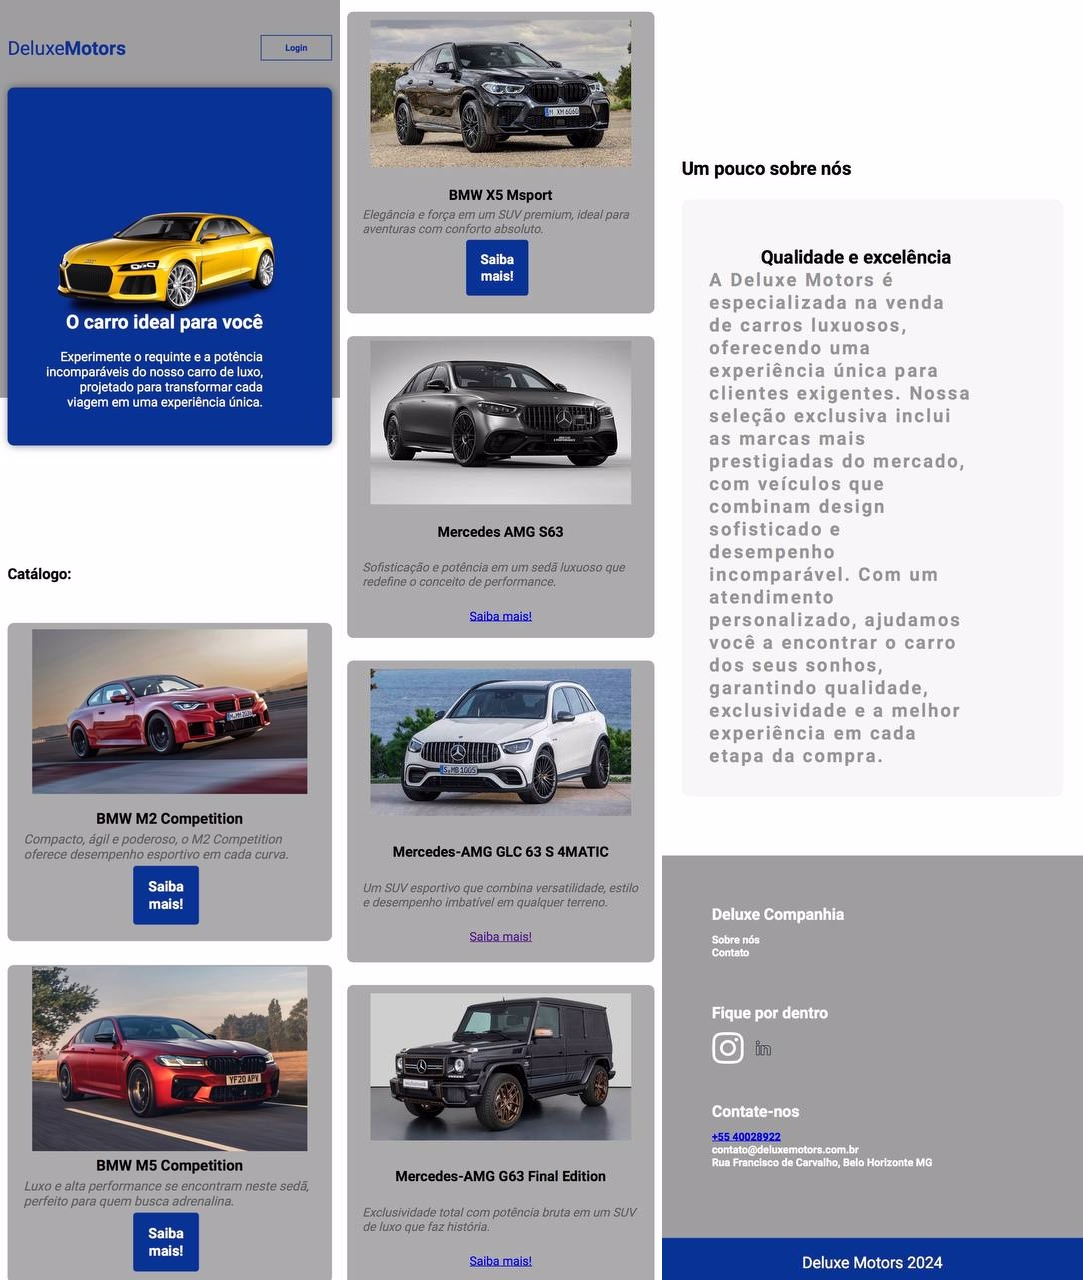 DeluxeMotors
Login
O carro ideal para você
Experimente o requinte e a potência
incomparáveis do nosso carro de luxo,
projetado para transformar cada
viagem em uma experiência única.
Catálogo:
BMW M2 Competition
Compacto, ágil e poderoso, o M2 Competition
oferece desempenho esportivo em cada curva.
Saiba
mais!
YF20 APV
BMW M5 Competition
Luxo e alta performance se encontram neste sedã,
perfeito para quem busca adrenalina.
Saiba
mais!
M XM 6060
BMW X5 Msport
Elegância e força em um SUV premium, ideal para
aventuras com conforto absoluto.
Saiba
mais!
Mercedes AMG S63
Sofisticação e potência em um sedã luxuoso que
redefine o conceito de performance.
Saiba mais!
S MB 1005
Mercedes-AMG GLC 63 S 4MATIC
Um SUV esportivo que combina versatilidade, estilo
e desempenho imbatível em qualquer terreno.
Saiba mais!
Mercedes-AMG G63 Final Edition
Exclusividade total com potência bruta em um SUV
de luxo que faz história.
Saiba mais!
Um pouco sobre nós
Qualidade e excelência
A Deluxe Motors é
especializada na venda
de carros luxuosos,
oferecendo uma
experiência única para
clientes exigentes. Nossa
seleção exclusiva inclui
as marcas mais
prestigiadas do mercado,
com veículos que
combinam design
sofisticado e
desempenho
incomparável. Com um
atendimento
personalizado, ajudamos
você a encontrar o carro
dos seus sonhos,
garantindo qualidade,
exclusividade e a melhor
experiência em cada
etapa da compra.
Deluxe Companhia
Sobre nós
Contato
Fique por dentro
in
Contate-nos
+55 40028922
contato@deluxemotors.com.br
Rua Francisco de Carvalho, Belo Horizonte MG
Deluxe Motors 2024